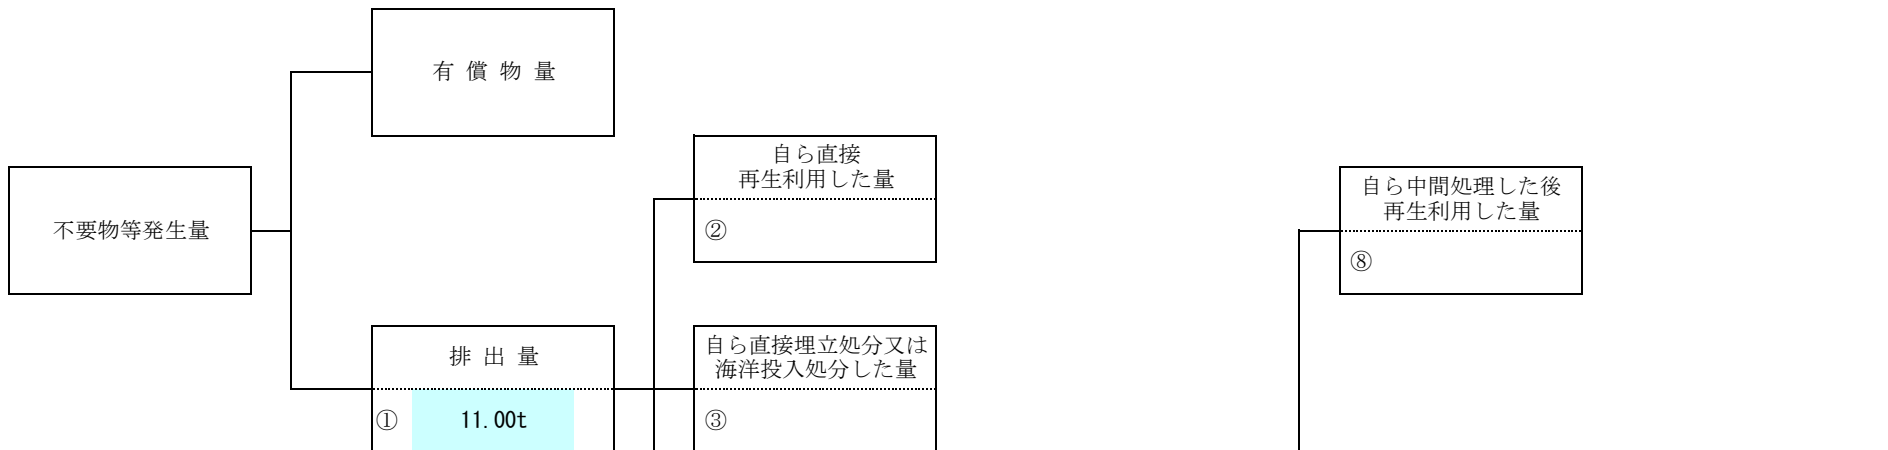 有償物量
自ら直接
再生利用した量
②
自ら中間処理した後
再生利用した量
⑧
不要物等発生量
排出量
① 11.00t
自ら直接埋立処分又は
海洋投入処分した量
③